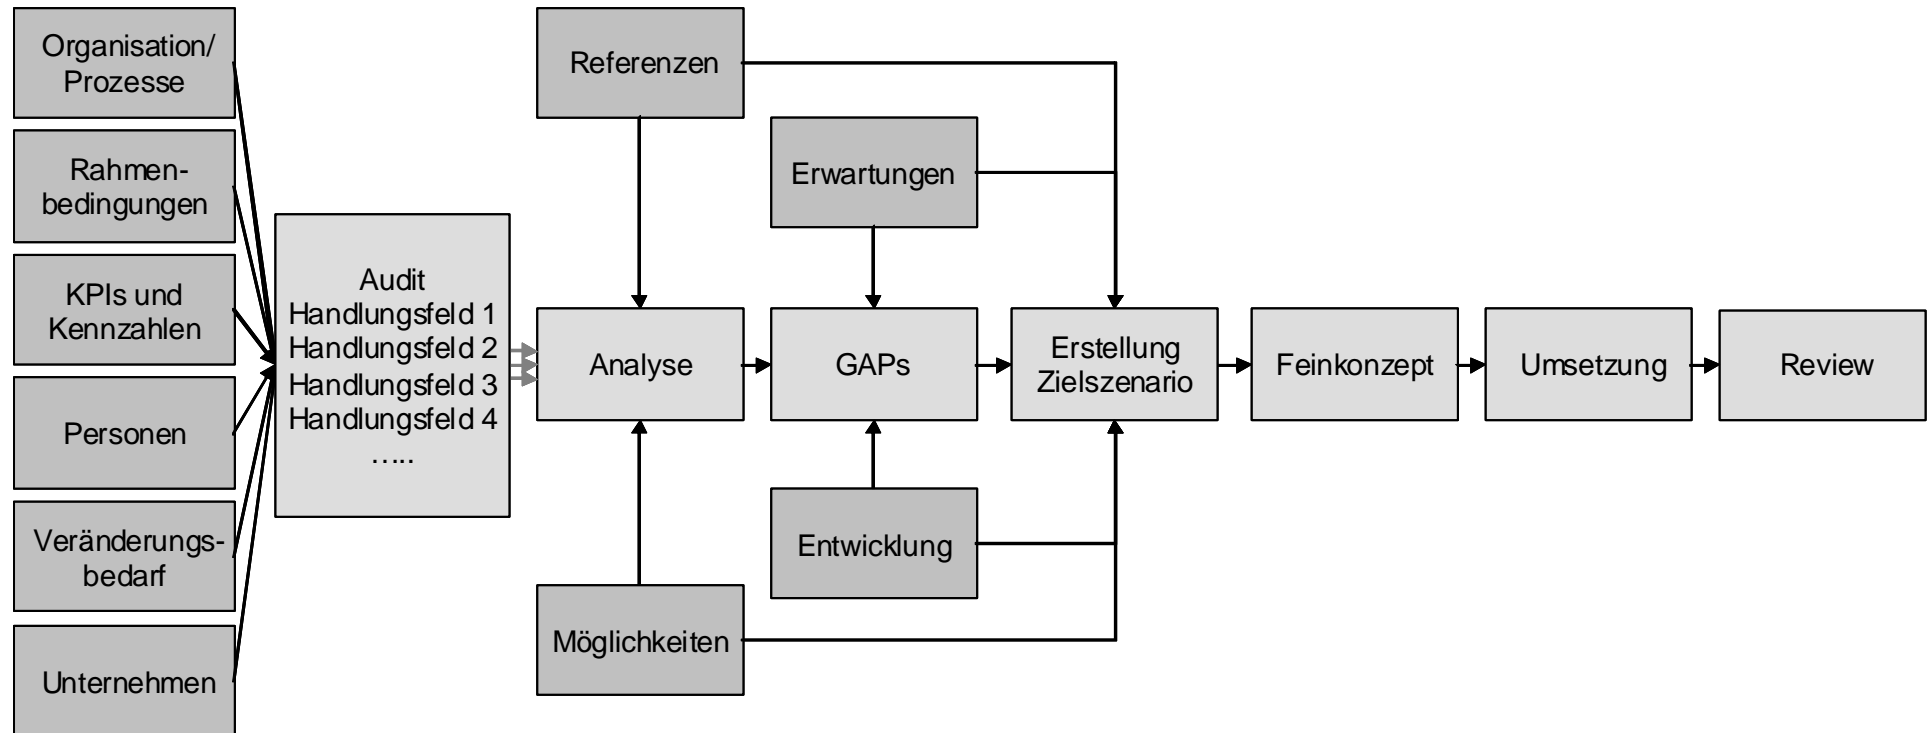 Organisation/
Prozesse
Rahmen-
bedingungen
KPIs und
Kennzahlen
Personen
Veränderungs-
bedarf
Unternehmen
Audit
Handlungsfeld 1
Handlungsfeld 2
Handlungsfeld 3
Handlungsfeld 4
.....
Referenzen
Analyse
Möglichkeiten
Erwartungen
GAPs
Entwicklung
Erstellung
Zielszenario
Feinkonzept
Umsetzung
Review